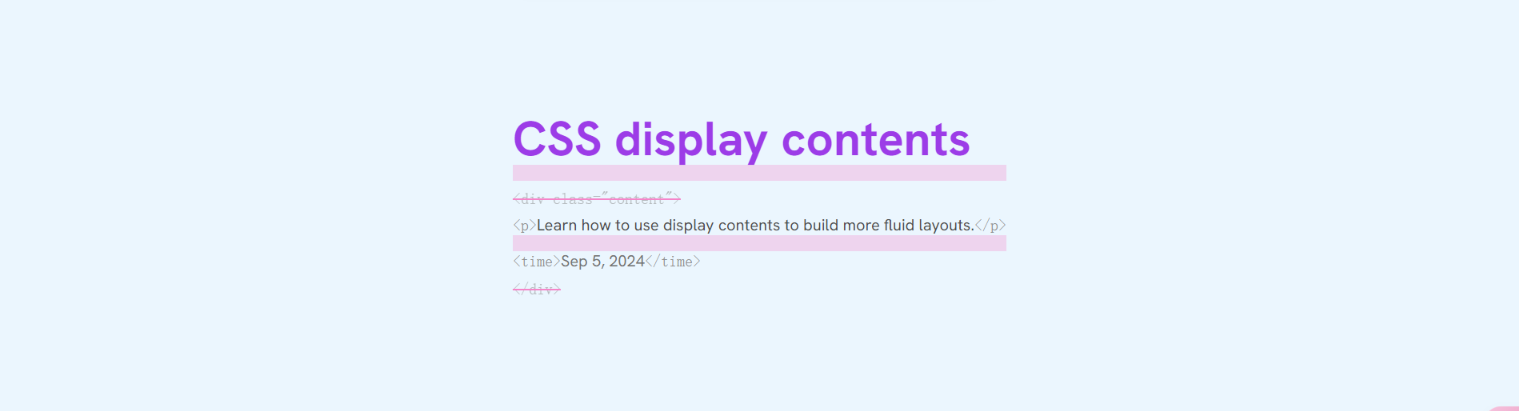 CSS display contents
<div class="content">
<p>Learn how to use display contents to build more fluid layouts.</p>
<time>Sep 5, 2024</time>
</div>